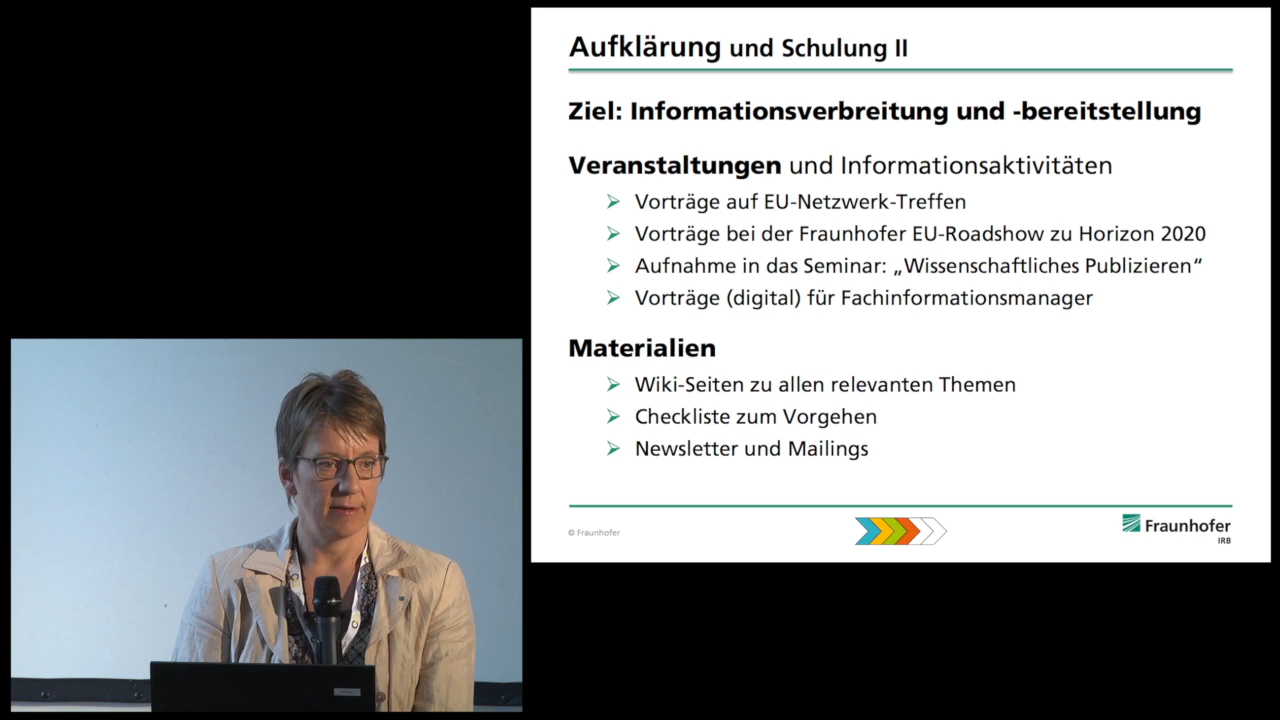 Aufklärung und Schulung II
Ziel: Informationsverbreitung und -bereitstellung
Veranstaltungen und Informationsaktivitäten
Vorträge auf EU-Netzwerk-Treffen
Vorträge bei der Fraunhofer EU-Roadshow zu Horizon 2020
Aufnahme in das Seminar: „Wissenschaftliches Publizieren“
Vorträge (digital) für Fachinformationsmanager
Materialien
Wiki-Seiten zu allen relevanten Themen
Checkliste zum Vorgehen
Newsletter und Mailings
© Fraunhofer
Fraunhofer
IRB